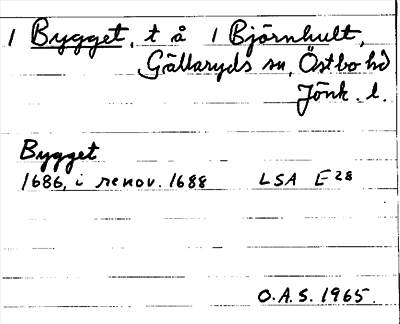 1 Bygget, t å 1 Björnhult,
Gällaryds sn, Östbo hd
Jönk. l.
Bygget
1686, i renov. 1688 LSA E28
O.A.S. 1965.